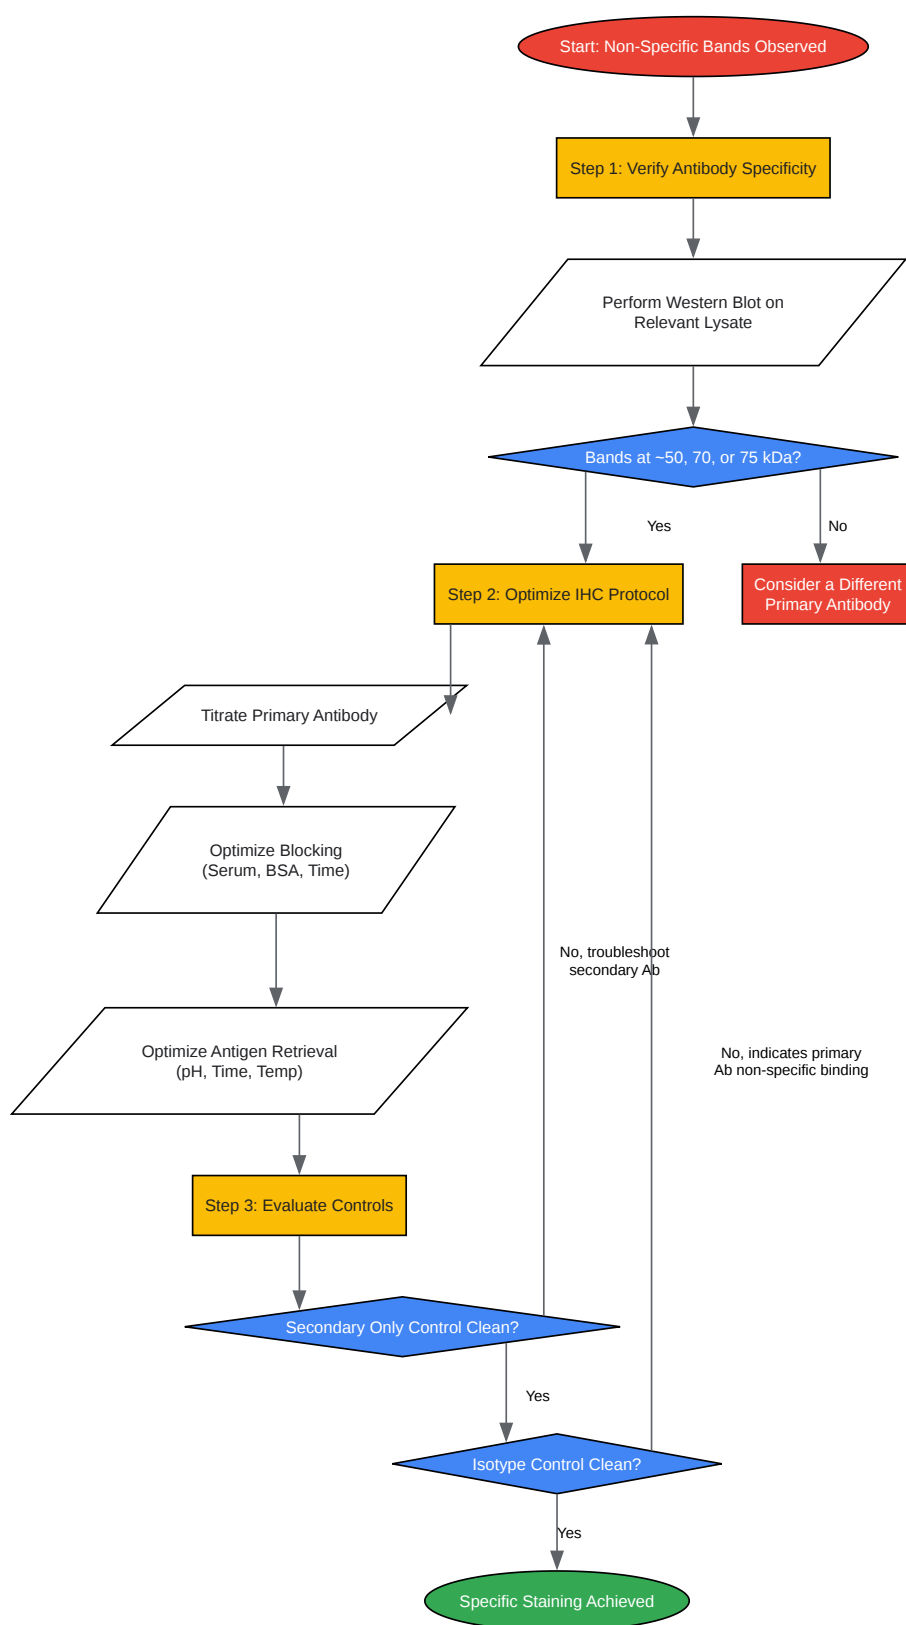 Start: Non-Specific Bands Observed
Step 1: Verify Antibody Specificity
Perform Western Blot on
Relevant Lysate
Bands at ~50, 70, or 75 kDa?
Yes
No
Step 2: Optimize IHC Protocol
Consider a Different
Primary Antibody
Titrate Primary Antibody
Optimize Blocking
(Serum, BSA, Time)
No, troubleshoot
secondary Ab
Optimize Antigen Retrieval
(pH, Time, Temp)
No, indicates primary
Ab non-specific binding
Step 3: Evaluate Controls
Secondary Only Control Clean?
Yes
Isotype Control Clean?
Yes
Specific Staining Achieved